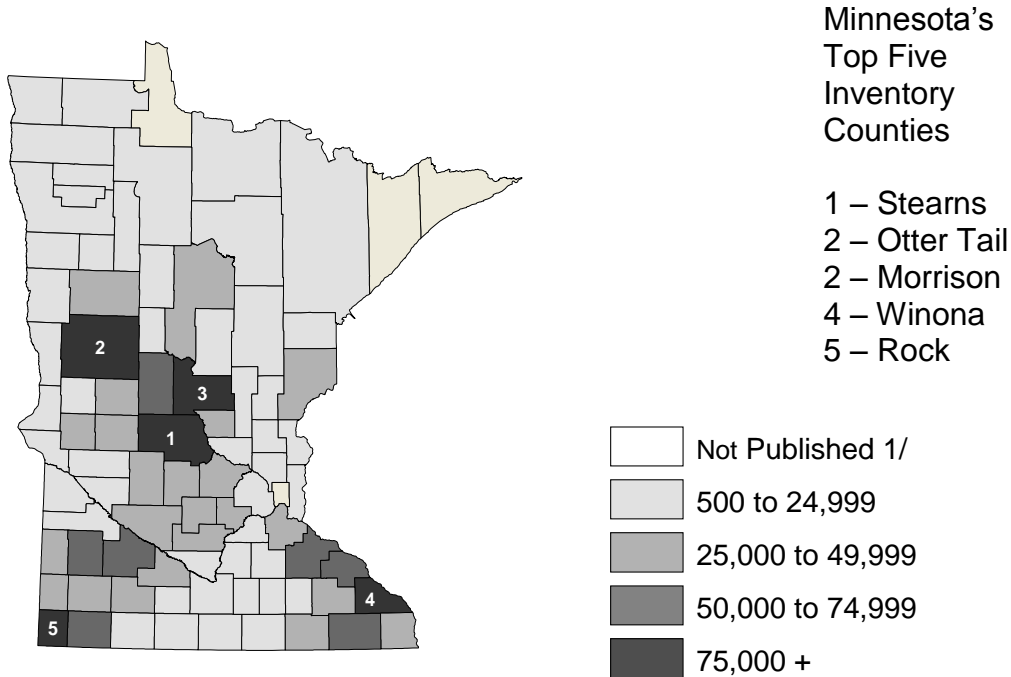 Minnesota’s
Top Five
Inventory
Counties
1 – Stearns
2 – Otter Tail
2 – Morrison
4 – Winona
5 – Rock
2
3
1
4
5
Not Published 1/
500 to 24,999
25,000 to 49,999
50,000 to 74,999
75,000 +